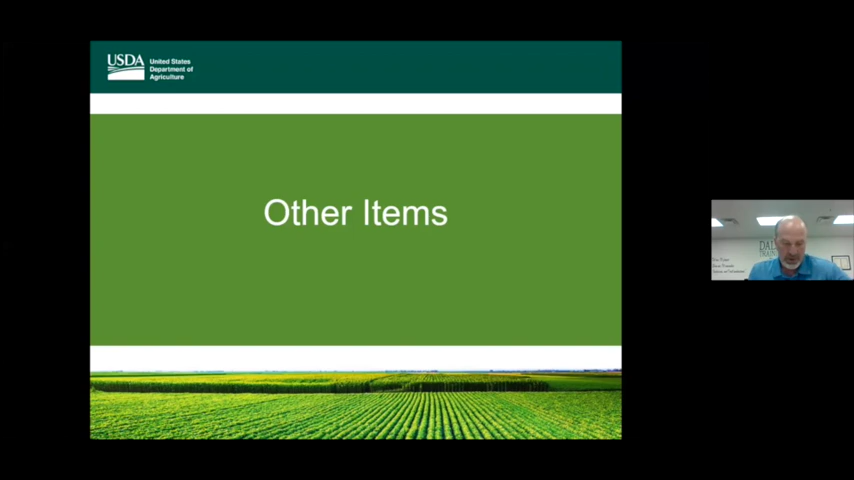 USDA
United States
Department of
Agriculture
Other Items